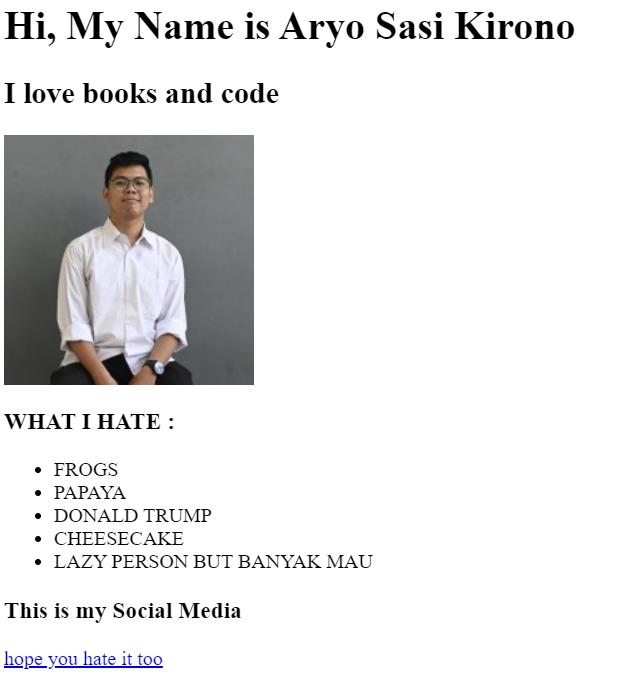 Hi, My Name is Aryo Sasi Kirono
I love books and code
WHAT I HATE :
FROGS
PAPAYA
DONALD TRUMP
CHEESECAKE
LAZY PERSON BUT BANYAK MAU
This is my Social Media
hope you hate it too